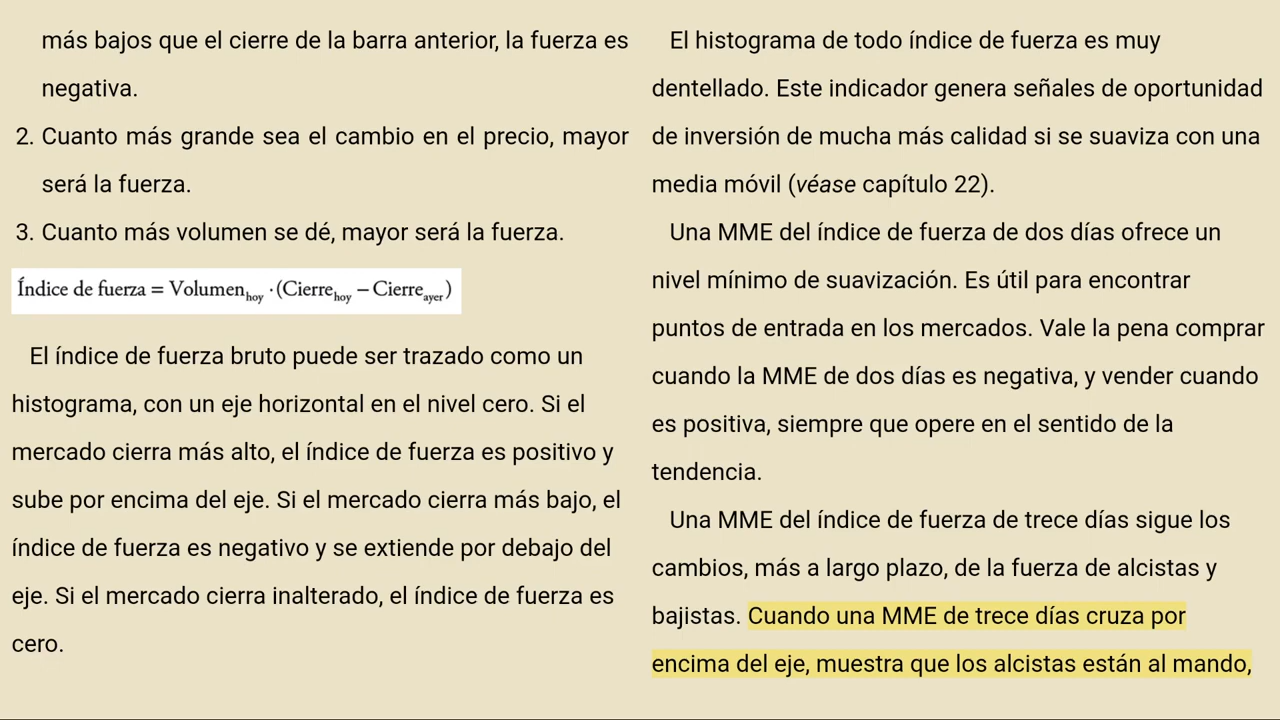 más bajos que el cierre de la barra anterior, la fuerza es
negativa.
2. Cuanto más grande sea el cambio en el precio, mayor
será la fuerza.
3. Cuanto más volumen se dé, mayor será la fuerza.
Índice de fuerza = Volumen hoy · (Cierre hoy − Cierre ayer)
El índice de fuerza bruto puede ser trazado como un
histograma, con un eje horizontal en el nivel cero. Si el
mercado cierra más alto, el índice de fuerza es positivo y
sube por encima del eje. Si el mercado cierra más bajo, el
índice de fuerza es negativo y se extiende por debajo del
eje. Si el mercado cierra inalterado, el índice de fuerza es
cero.
El histograma de todo índice de fuerza es muy
dentellado. Este indicador genera señales de oportunidad
de inversión de mucha más calidad si se suaviza con una
media móvil (véase capítulo 22).
Una MME del índice de fuerza de dos días ofrece un
nivel mínimo de suavización. Es útil para encontrar
puntos de entrada en los mercados. Vale la pena comprar
cuando la MME de dos días es negativa, y vender cuando
es positiva, siempre que opere en el sentido de la
tendencia.
Una MME del índice de fuerza de trece días sigue los
cambios, más a largo plazo, de la fuerza de alcistas y
bajistas. Cuando una MME de trece días cruza por
encima del eje, muestra que los alcistas están al mando,